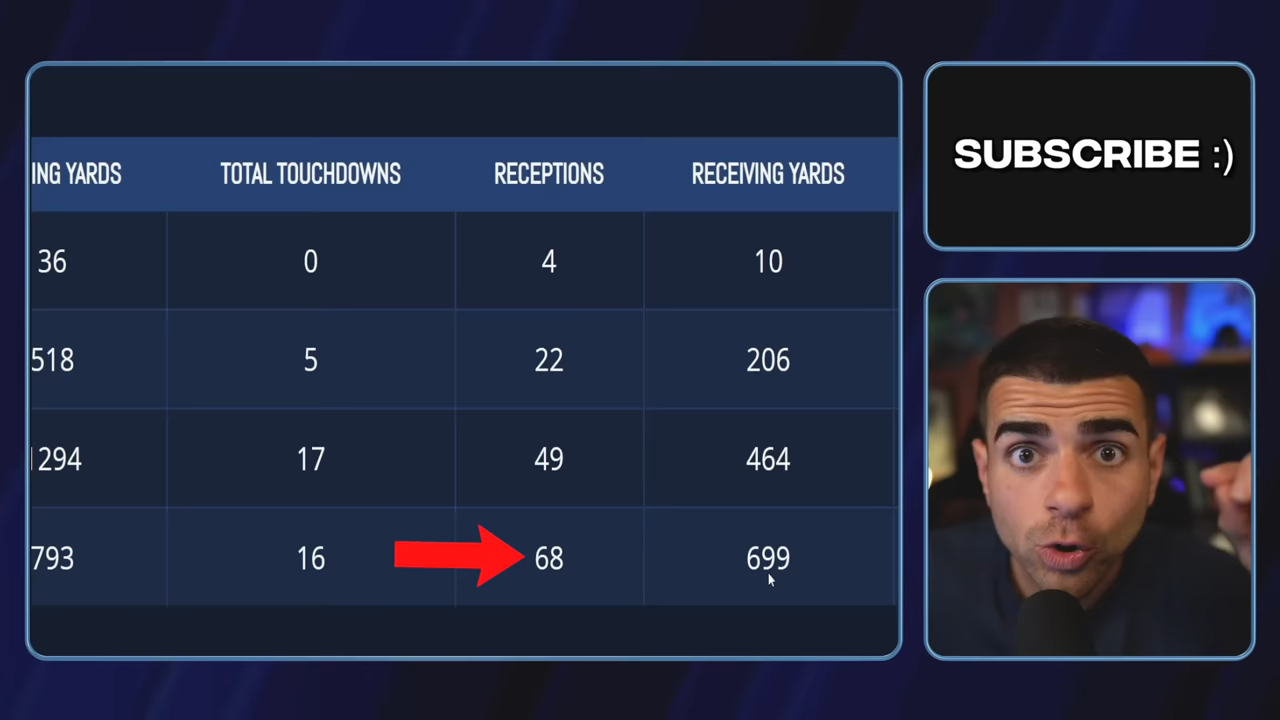 ING YARDS TOTAL TOUCHDOWNS RECEPTIONS RECEIVING YARDS
36 0 4 10
518 5 22 206
1294 17 49 464
793 16 68 699
SUBSCRIBE :)